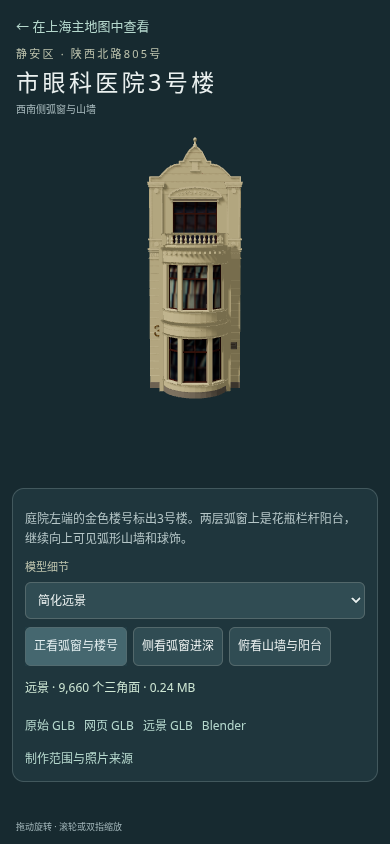 ← 在上海主地图中查看
静安区 · 陕西北路805号
市眼科医院3号楼
西南侧弧窗与山墙
3
庭院左端的金色楼号标出3号楼。两层弧窗上是花瓶栏杆阳台，
继续向上可见弧形山墙和球饰。
模型细节
简化远景
正看弧窗与楼号 侧看弧窗进深 俯看山墙与阳台
远景 · 9,660 个三角面 · 0.24 MB
原始 GLB 网页 GLB 远景 GLB Blender
制作范围与照片来源
拖动旋转 · 滚轮或双指缩放